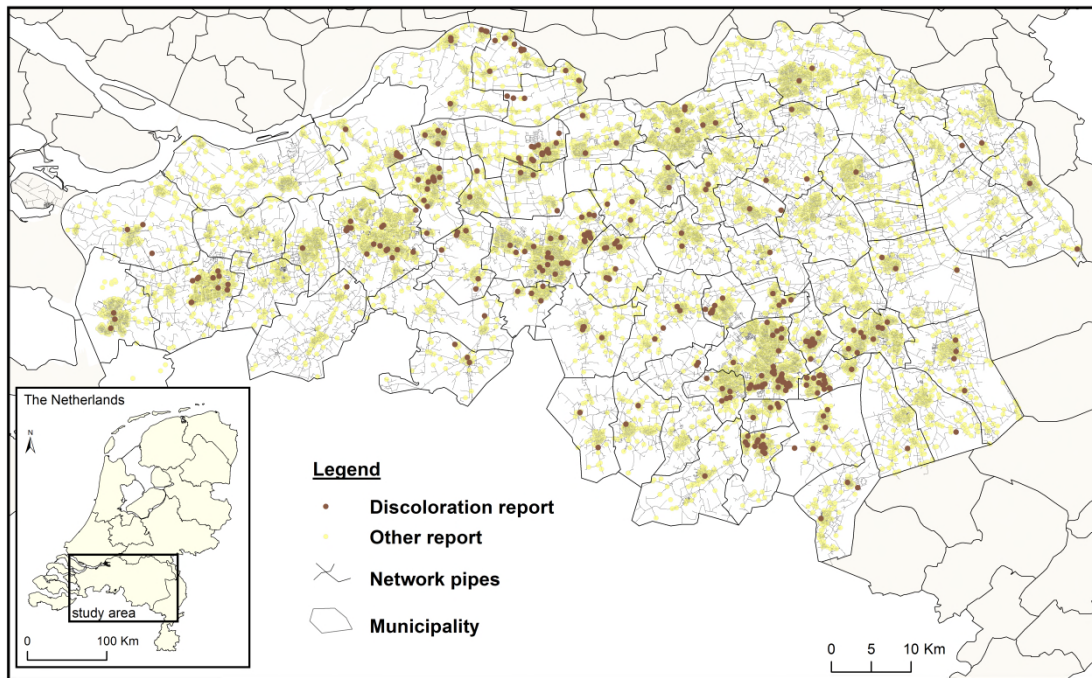 The Netherlands
N
study area
0 100 Km
Legend
Discoloration report
Other report
Network pipes
Municipality
0 5 10 Km